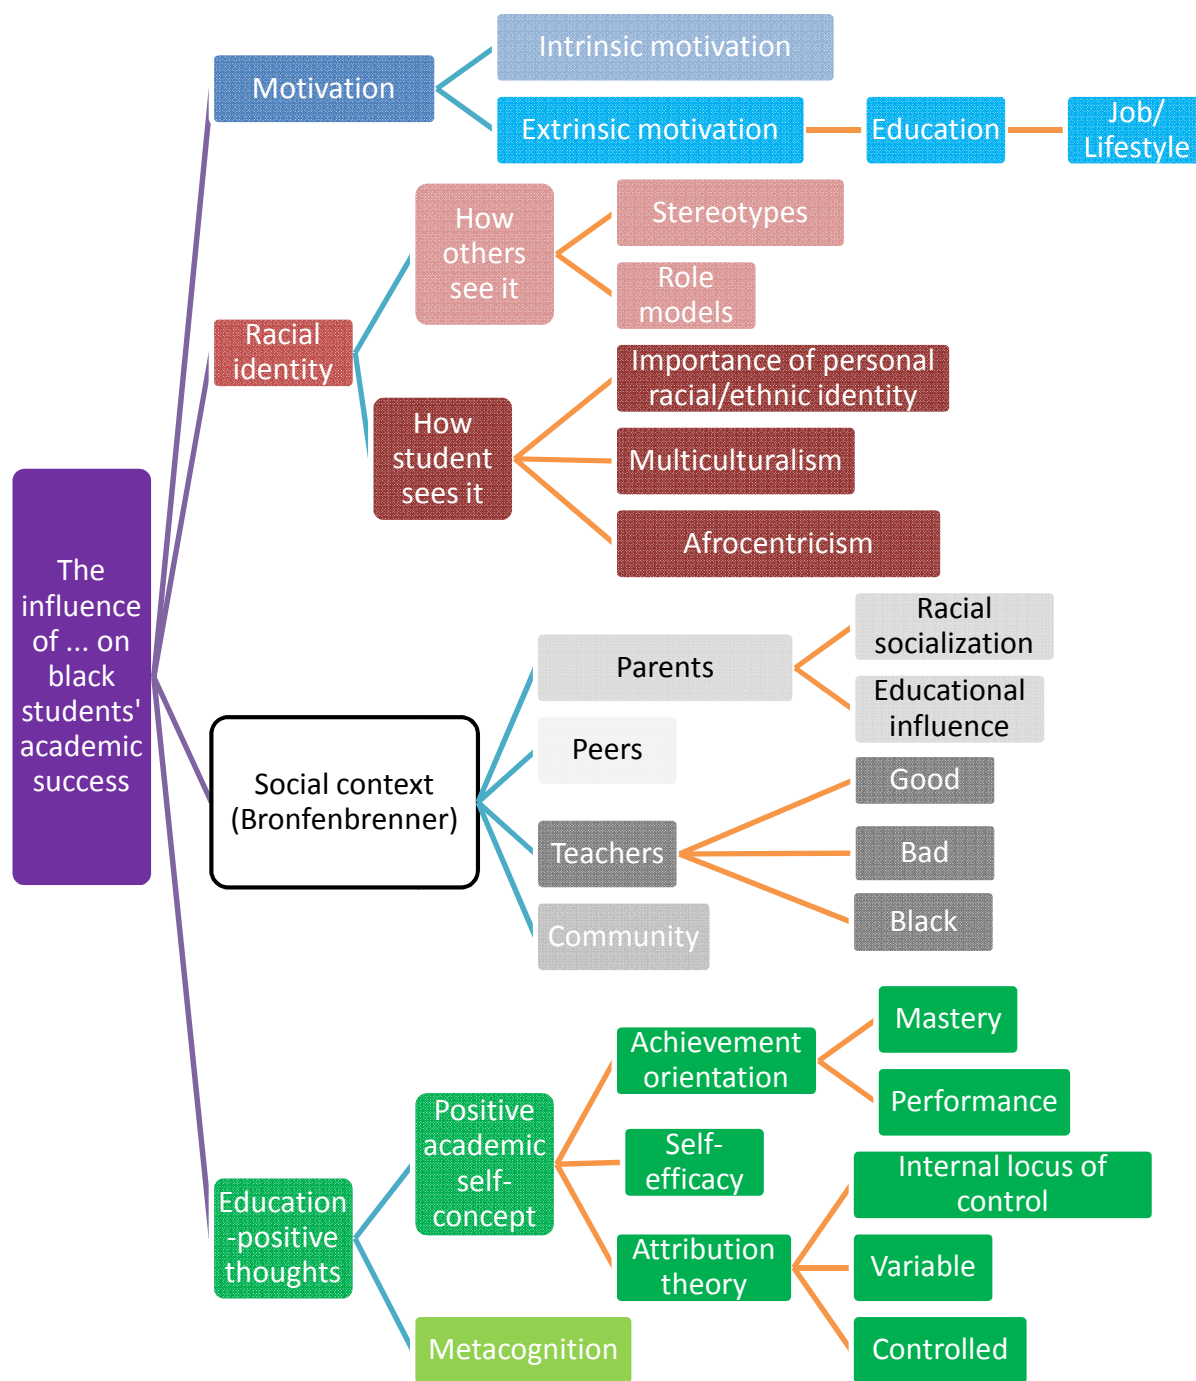 The
influence
of ... on
black
students'
academic
success
Motivation
Intrinsic motivation
Extrinsic motivation
Education
Job/
Lifestyle
Racial
identity
How
others
see it
Stereotypes
Role
models
How
student
sees it
Importance of personal
racial/ethnic identity
Multiculturalism
Afrocentricism
Social context
(Bronfenbrenner)
Parents
Racial
socialization
Educational
influence
Peers
Teachers
Good
Bad
Black
Community
Education
-positive
thoughts
Positive
academic
self-
concept
Achievement
orientation
Mastery
Performance
Self-
efficacy
Attribution
theory
Internal locus of
control
Variable
Controlled
Metacognition